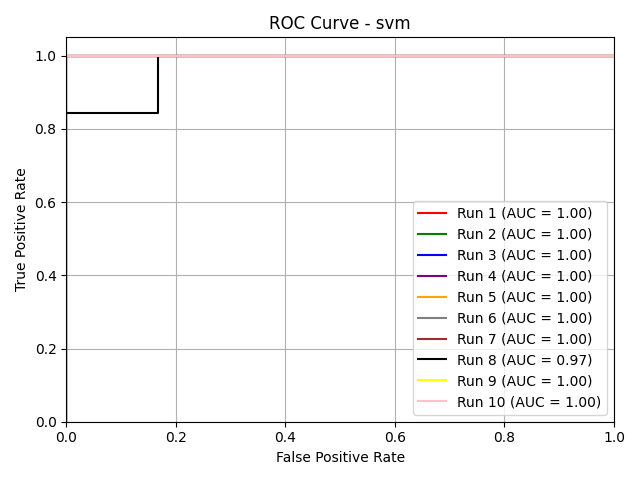 ROC Curve - svm
True Positive Rate
1.0
0.8
0.6
0.4
0.2
0.0
Run 1 (AUC = 1.00)
Run 2 (AUC = 1.00)
Run 3 (AUC = 1.00)
Run 4 (AUC = 1.00)
Run 5 (AUC = 1.00)
Run 6 (AUC = 1.00)
Run 7 (AUC = 1.00)
Run 8 (AUC = 0.97)
Run 9 (AUC = 1.00)
Run 10 (AUC = 1.00)
0.0 0.2 0.4 0.6 0.8 1.0
False Positive Rate